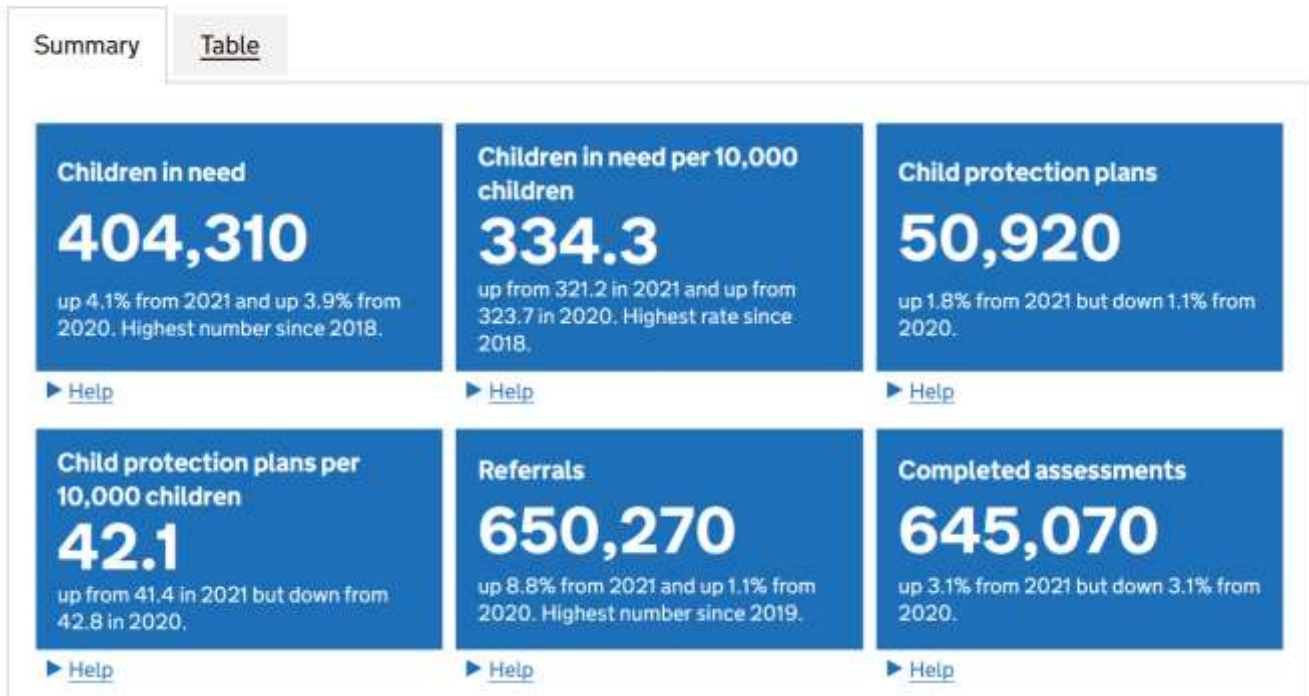 Summary
Table
Children in need
404,310
up 4.1% from 2021 and up 3.9% from
2020. Highest number since 2018.
Help
Children in need per 10,000
children
334.3
up from 321.2 in 2021 and up from
323.7 in 2020. Highest rate since
2018.
Help
Child protection plans
50,920
up 1.8% from 2021 but down 1.1% from
2020.
Help
Child protection plans per
10,000 children
42.1
up from 41.4 in 2021 but down from
42.8 in 2020.
Help
Referrals
650,270
up 8.8% from 2021 and up 1.1% from
2020. Highest number since 2019.
Help
Completed assessments
645,070
up 3.1% from 2021 but down 3.1% from
2020.
Help